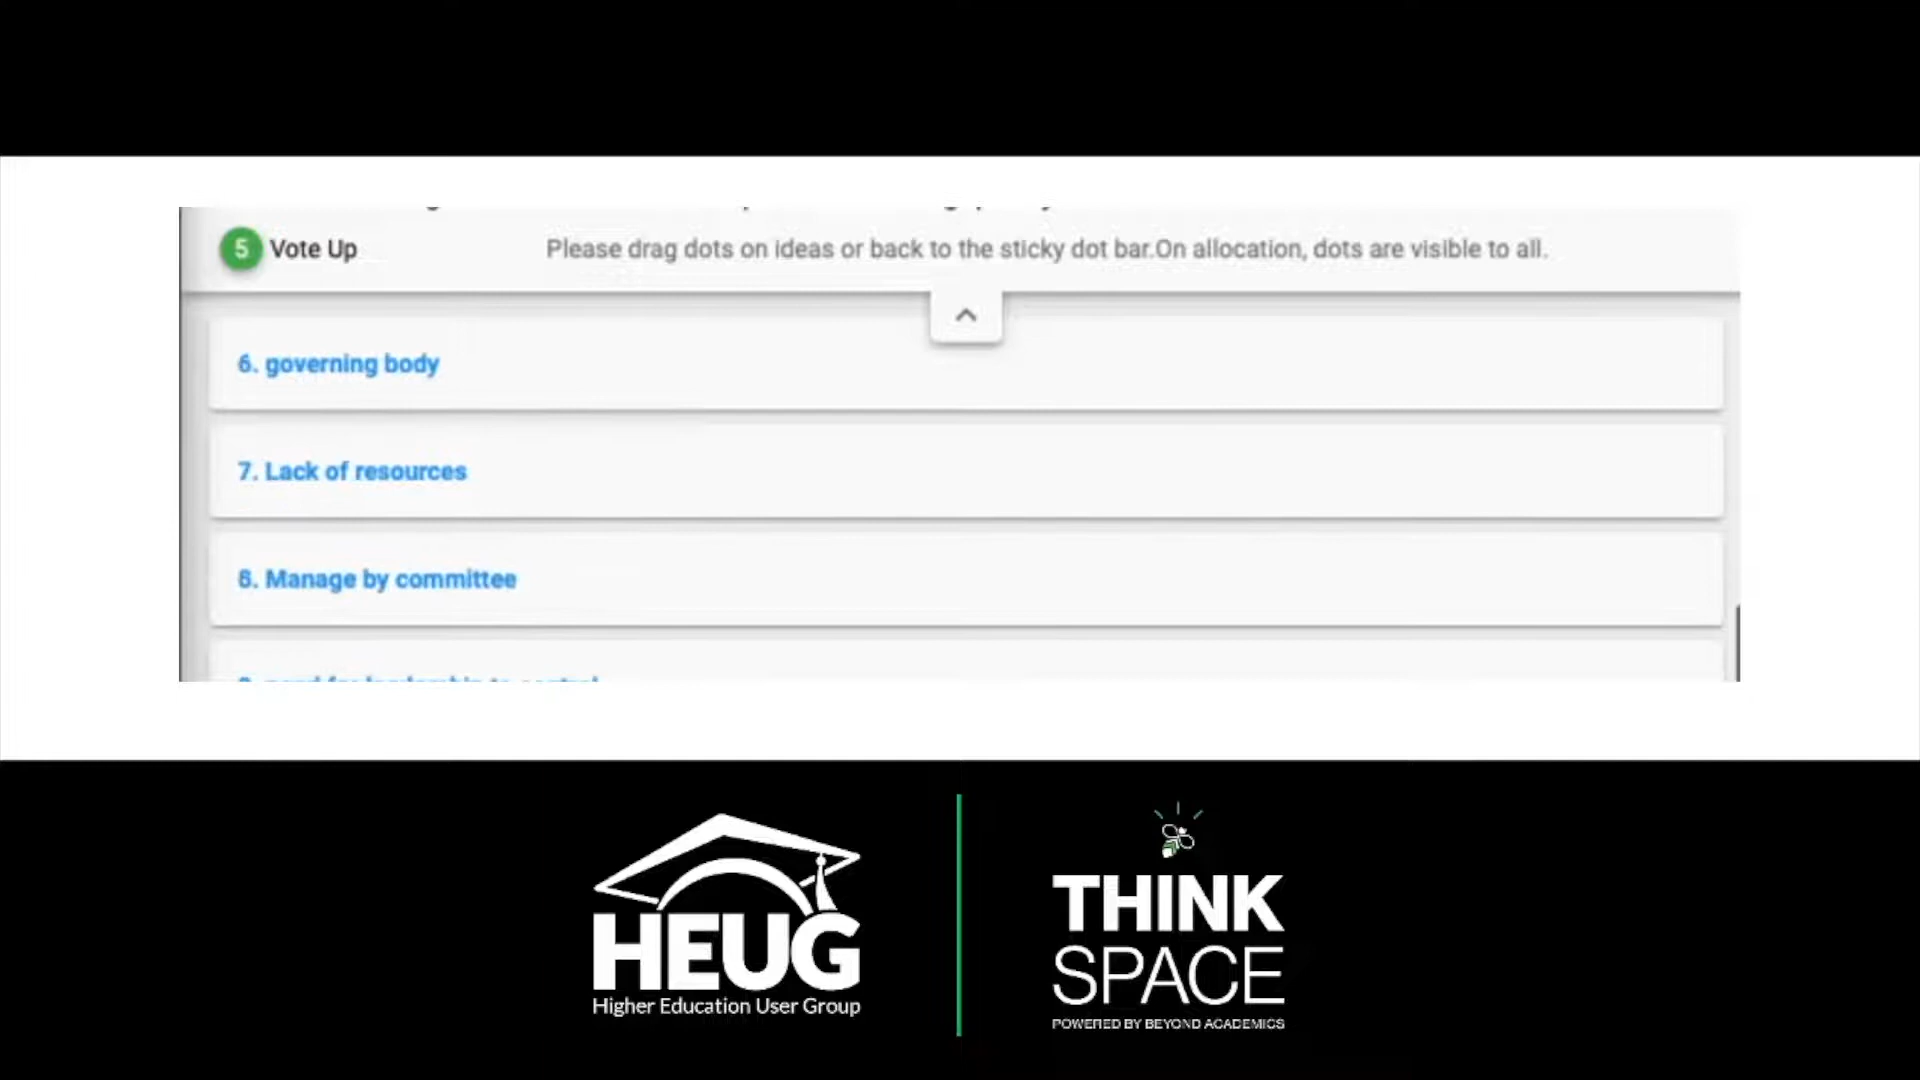 5 Vote Up Please drag dots on ideas or back to the sticky dot bar.On allocation, dots are visible to all.
6. governing body
7. Lack of resources
8. Manage by committee
HEUG
Higher Education User Group
THINK
SPACE
POWERED BY BEYOND ACADEMICS